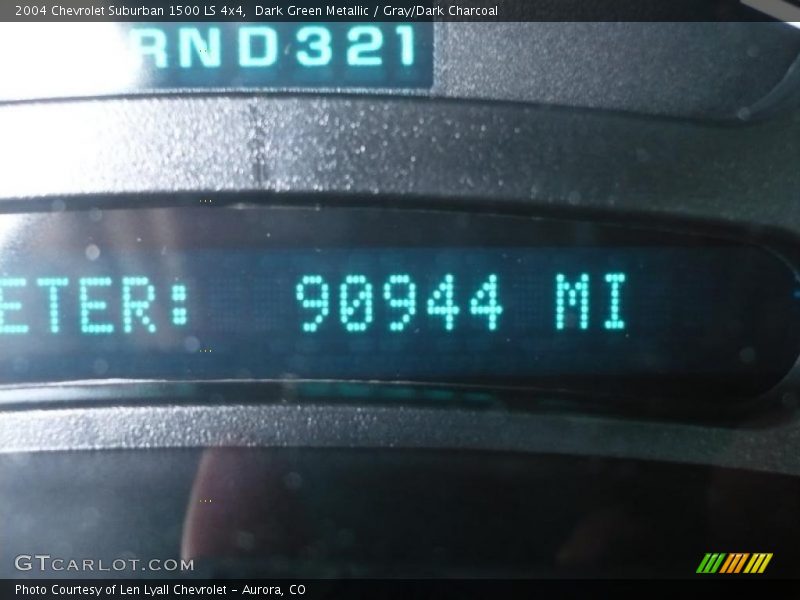 2004 Chevrolet Suburban 1500 LS 4x4, Dark Green Metallic / Gray/Dark Charcoal
RND321
ETER: 90944 MI
GTCARLOT.COM
Photo Courtesy of Len Lyall Chevrolet - Aurora, CO